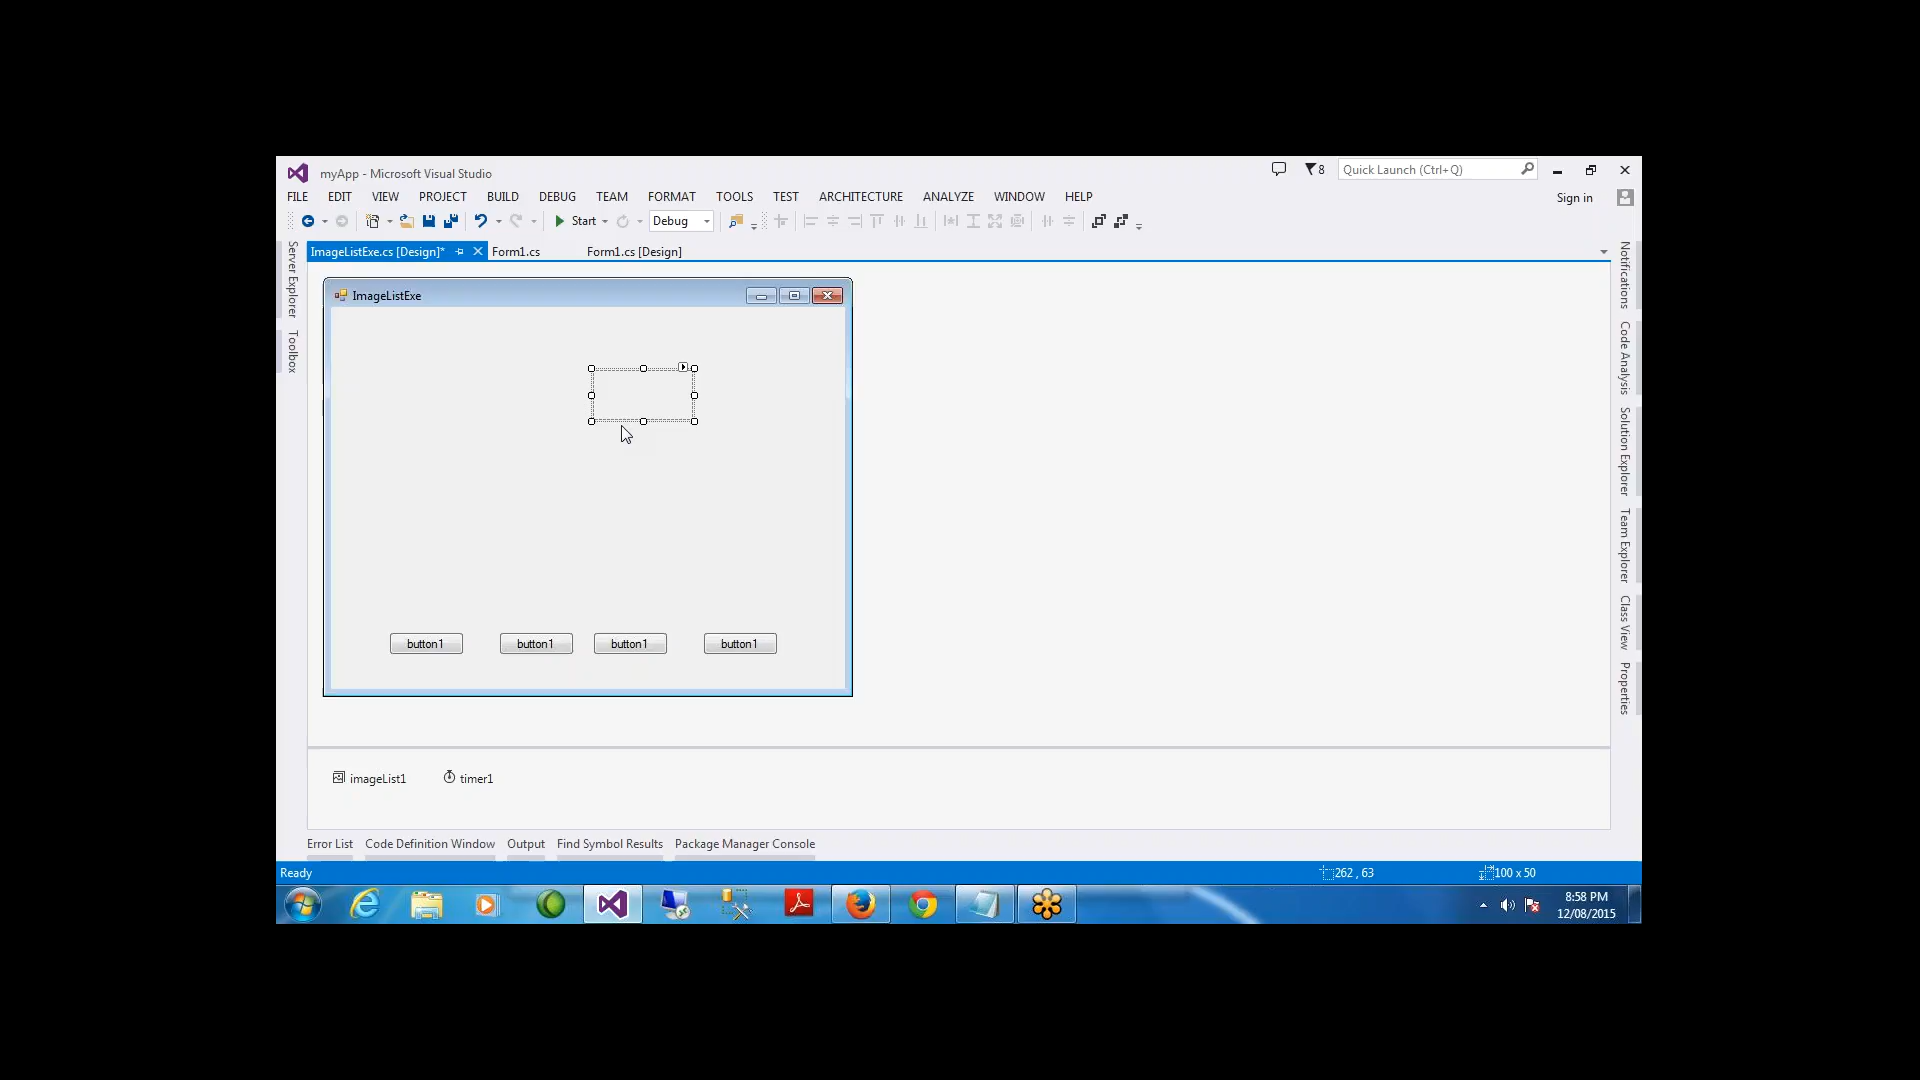 myApp - Microsoft Visual Studio
8
Quick Launch (Ctrl+Q)
FILE EDIT VIEW PROJECT BUILD DEBUG TEAM FORMAT TOOLS TEST ARCHITECTURE ANALYZE WINDOW HELP
Sign in
Start Debug
ImageListExe.cs [Design]* Form1.cs Form1.cs [Design]
Server Explorer
Toolbox
ImageListExe
button1 button1 button1 button1
Notifications
Code Analysis
Solution Explorer
Team Explorer
Class View
Properties
imageList1 timer1
Error List Code Definition Window Output Find Symbol Results Package Manager Console
Ready 262 , 63 100 x 50
8:58 PM
12/08/2015